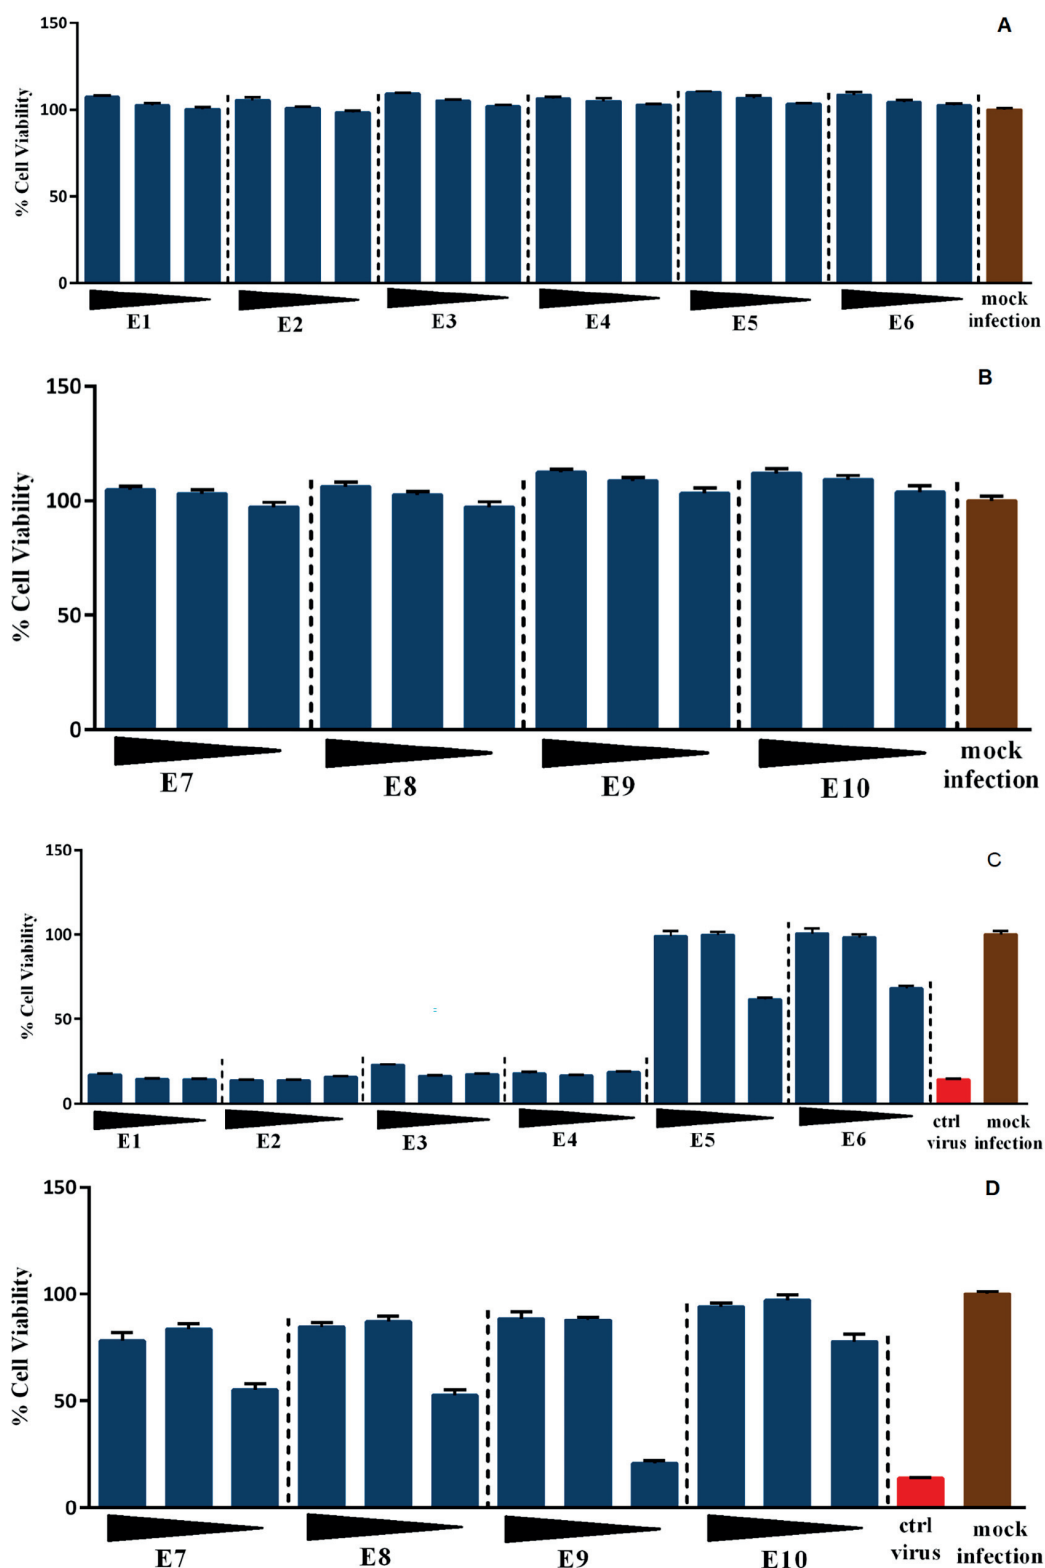 A
150
100
50
0
% Cell Viability
E1 E2 E3 E4 E5 E6 mock infection
B
150
100
50
0
% Cell Viability
E7 E8 E9 E10 mock infection
C
150
100
50
0
% Cell Viability
=
E1 E2 E3 E4 E5 E6 ctrl virus mock infection
D
150
100
50
0
% Cell Viability
E7 E8 E9 E10 ctrl virus mock infection